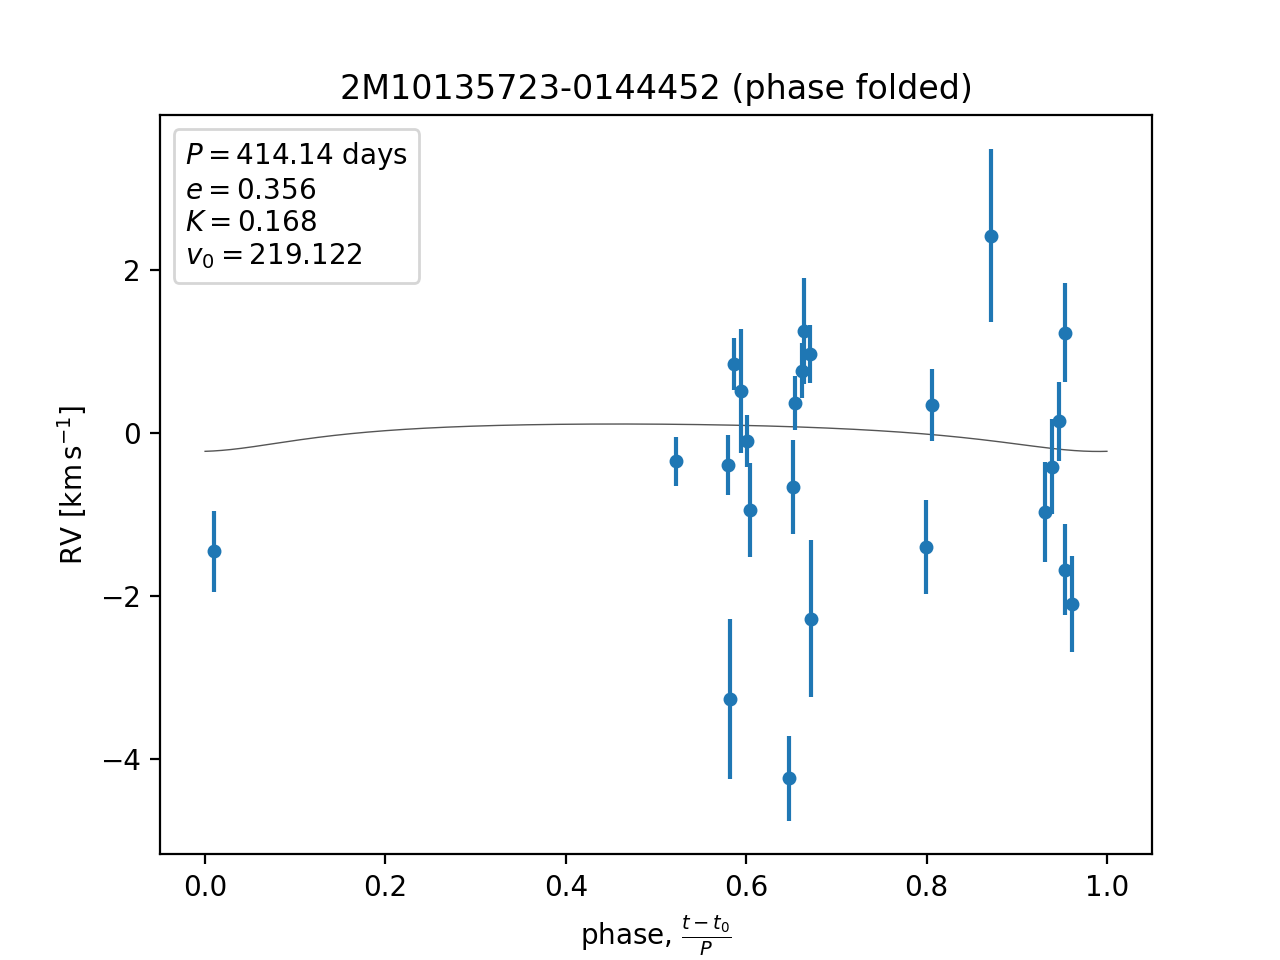 2M10135723-0144452 (phase folded)
P = 414.14 days
e = 0.356
K = 0.168
v₀ = 219.122
RV [km s⁻¹]
2
0
−2
−4
0.0 0.2 0.4 0.6 0.8 1.0
phase, (t − t₀)/P